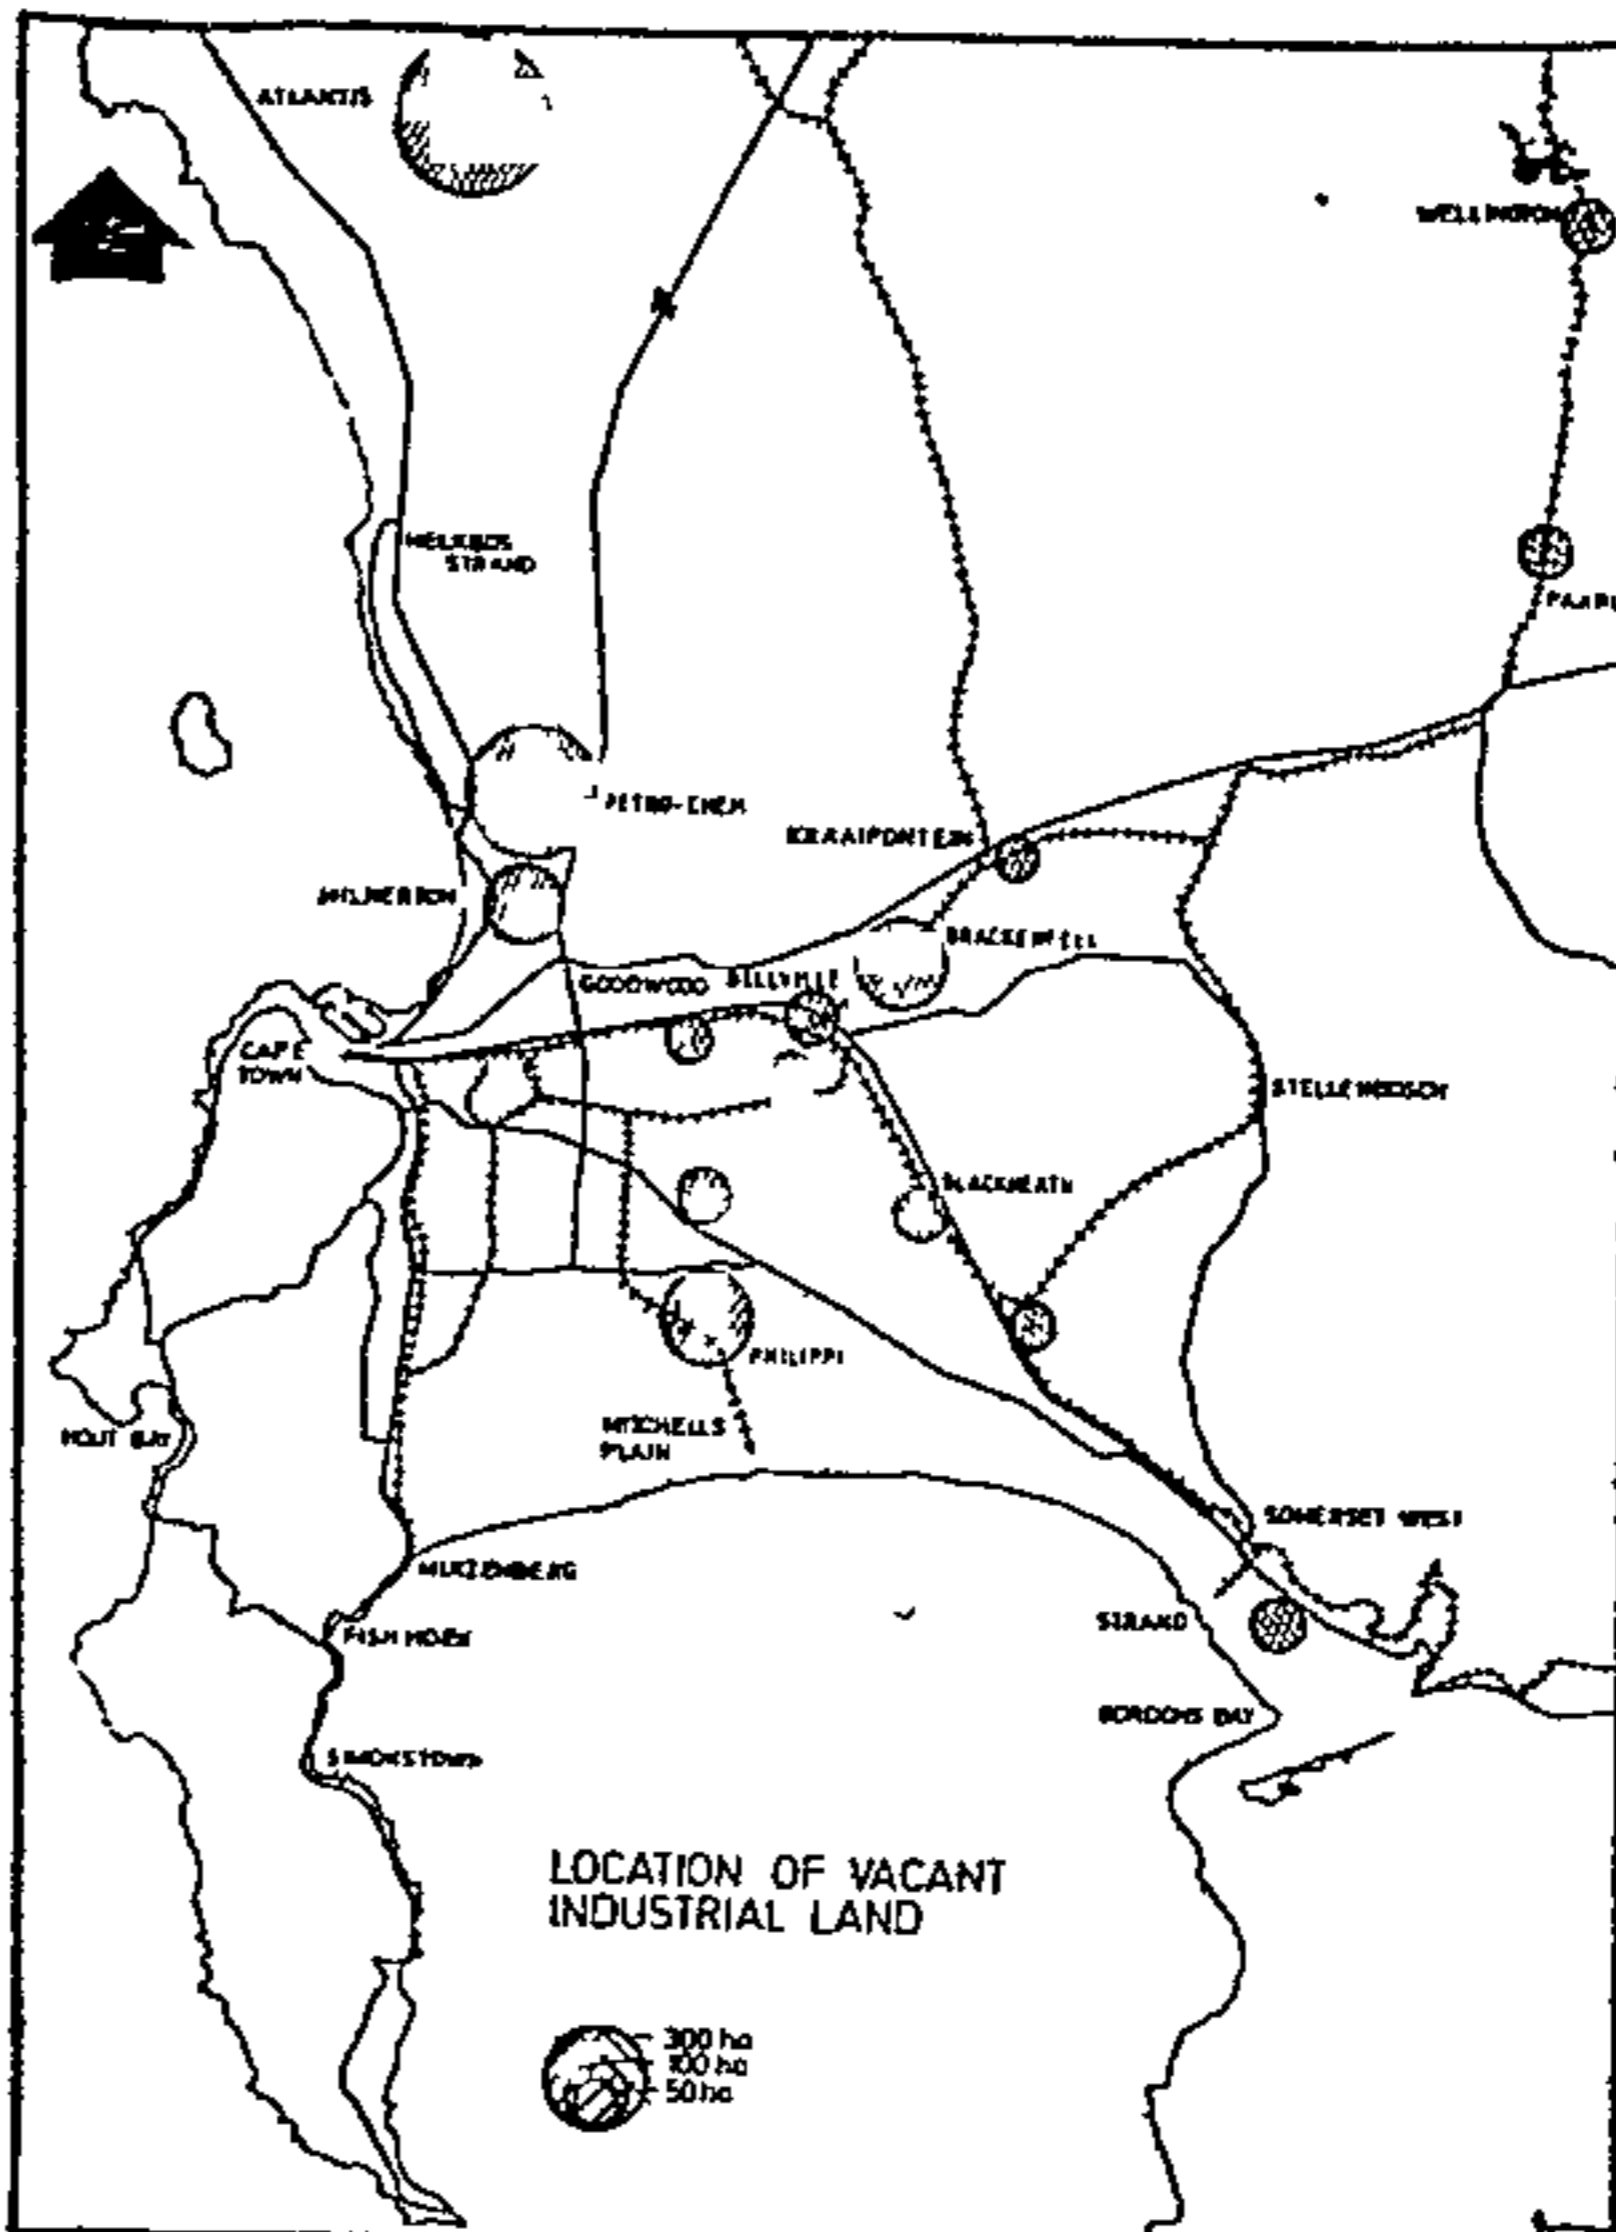 ATLANTIS
WELLINGTON
MELKBOS
STRAND
PAARL
PETRO-CHEM
KRAAIFONTEIN
MILNERTON
BRACKENFELL
GOODWOOD
BELLVILLE
CAPE
TOWN
STELLENBOSCH
BLACKHEATH
PHILIPPI
MITCHELLS
PLAIN
HOUT BAY
SOMERSET WEST
MUIZENBERG
STRAND
FISH HOEK
GORDONS BAY
SIMONSTOWN
LOCATION OF VACANT
INDUSTRIAL LAND
300 ha
100 ha
50 ha